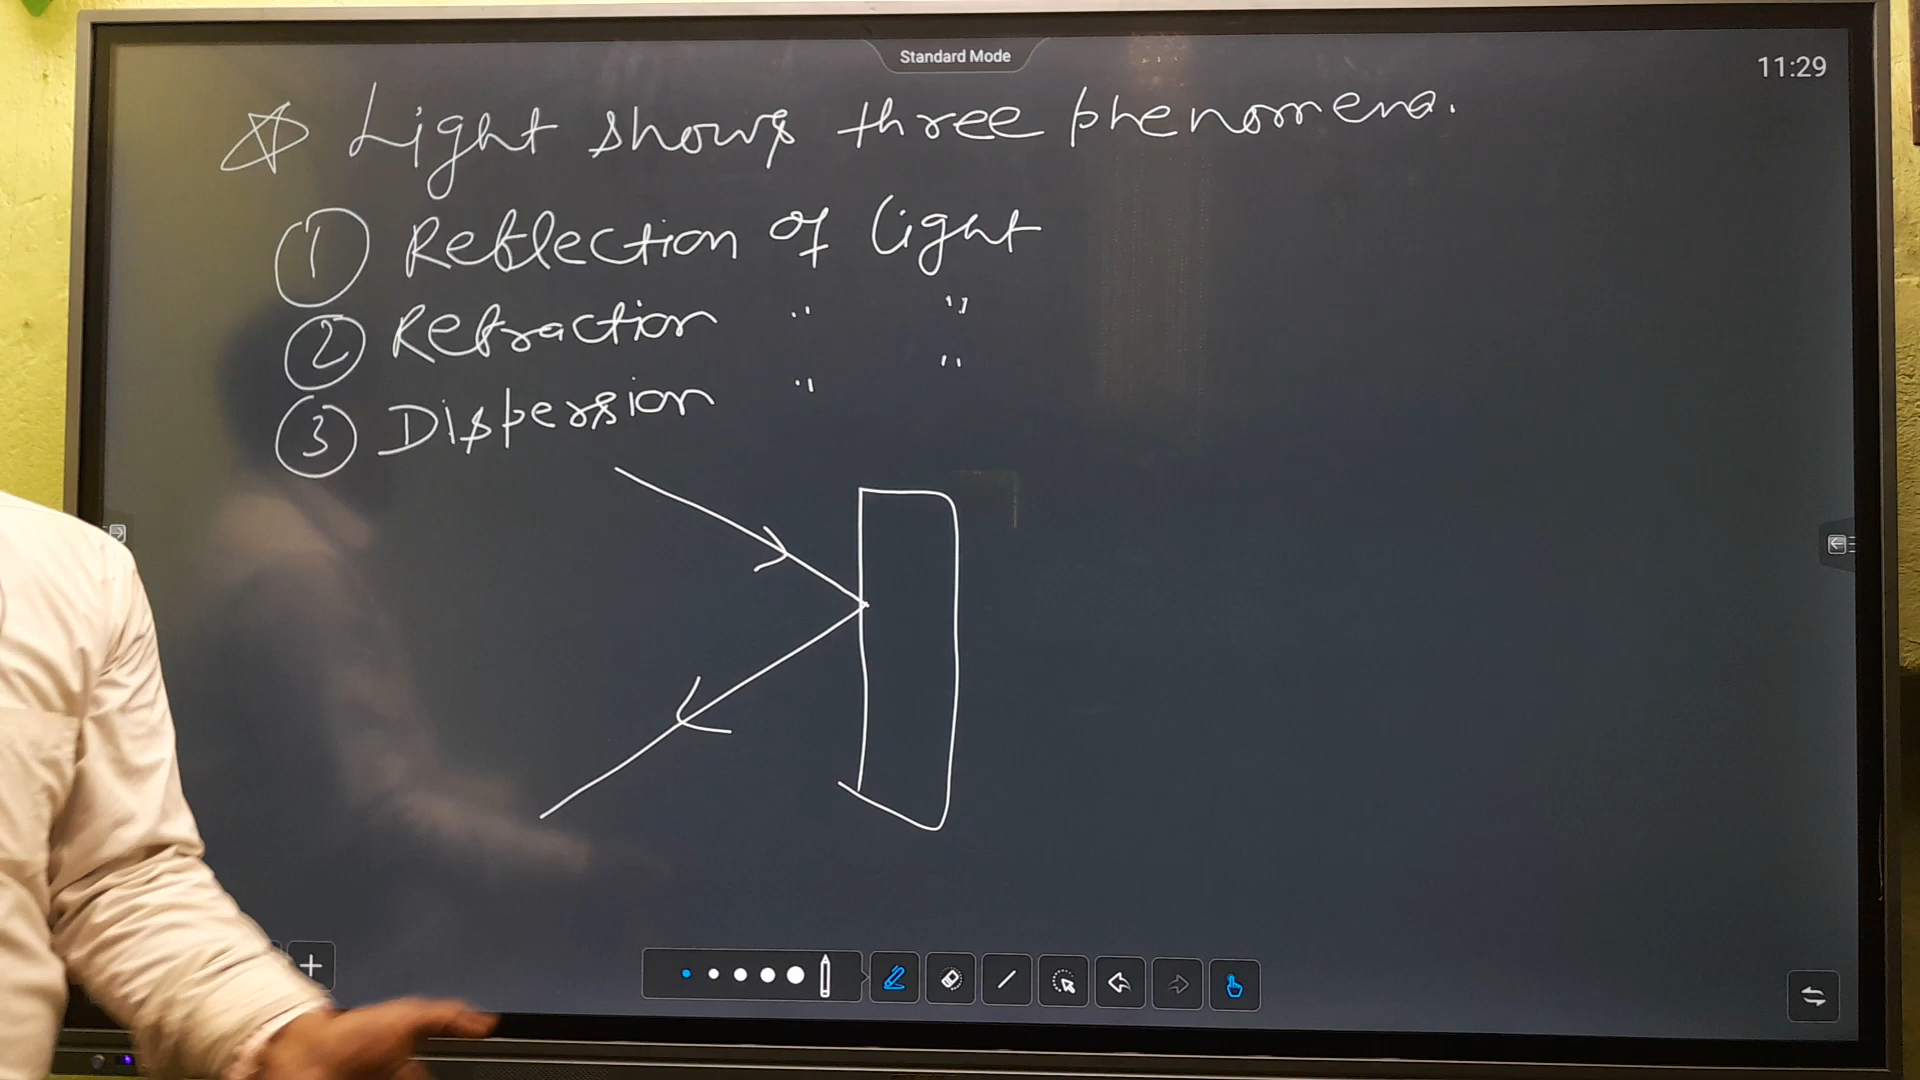 Standard Mode
11:29
Light shows three phenomena.
1 Reflection of light
2 Refraction " "
3 Dispersion " "